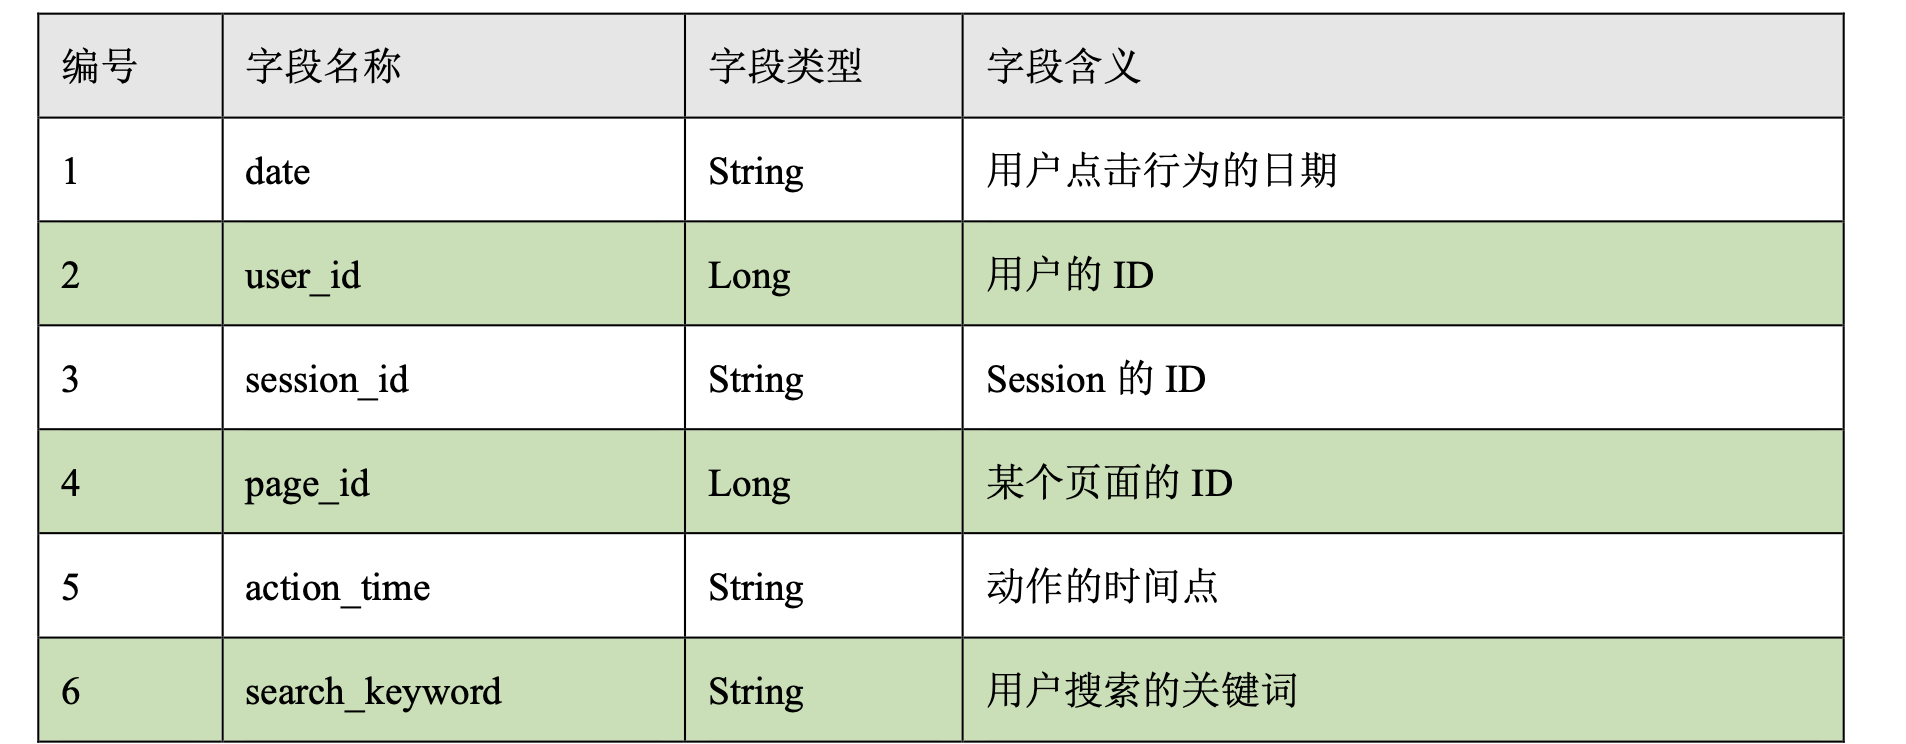 编号 字段名称 字段类型 字段含义
1 date String 用户点击行为的日期
2 user_id Long 用户的 ID
3 session_id String Session 的 ID
4 page_id Long 某个页面的 ID
5 action_time String 动作的时间点
6 search_keyword String 用户搜索的关键词